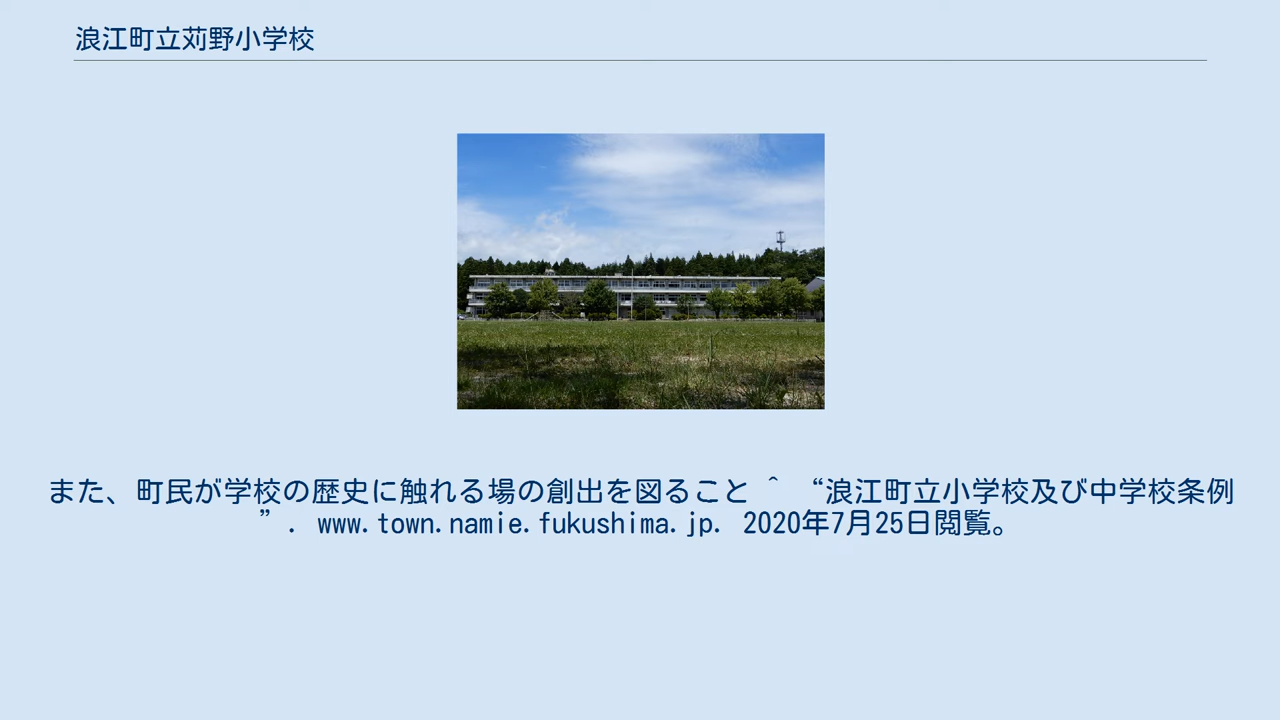 浪江町立苅野小学校
また、町民が学校の歴史に触れる場の創出を図ること ^ “浪江町立小学校及び中学校条例
”. www.town.namie.fukushima.jp. 2020年7月25日閲覧。